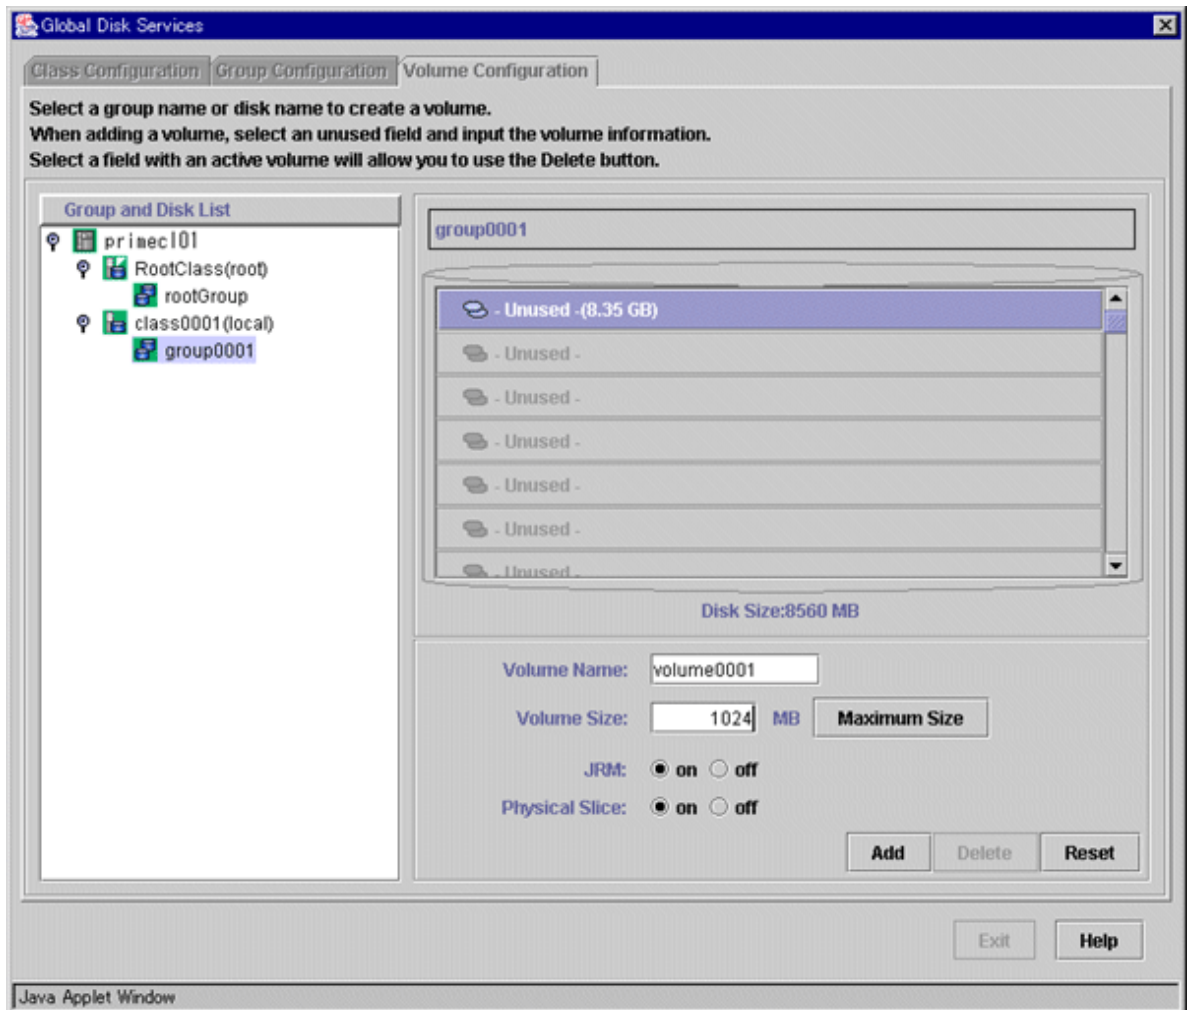 Global Disk Services
Class Configuration Group Configuration Volume Configuration
Select a group name or disk name to create a volume.
When adding a volume, select an unused field and input the volume information.
Select a field with an active volume will allow you to use the Delete button.
Group and Disk List
primecl01
RootClass(root)
rootGroup
class0001(local)
group0001
group0001
- Unused -(8.35 GB)
- Unused -
- Unused -
- Unused -
- Unused -
- Unused -
- Unused -
Disk Size:8560 MB
Volume Name: volume0001
Volume Size: 1024 MB Maximum Size
JRM: on off
Physical Slice: on off
Add Delete Reset
Exit Help
Java Applet Window